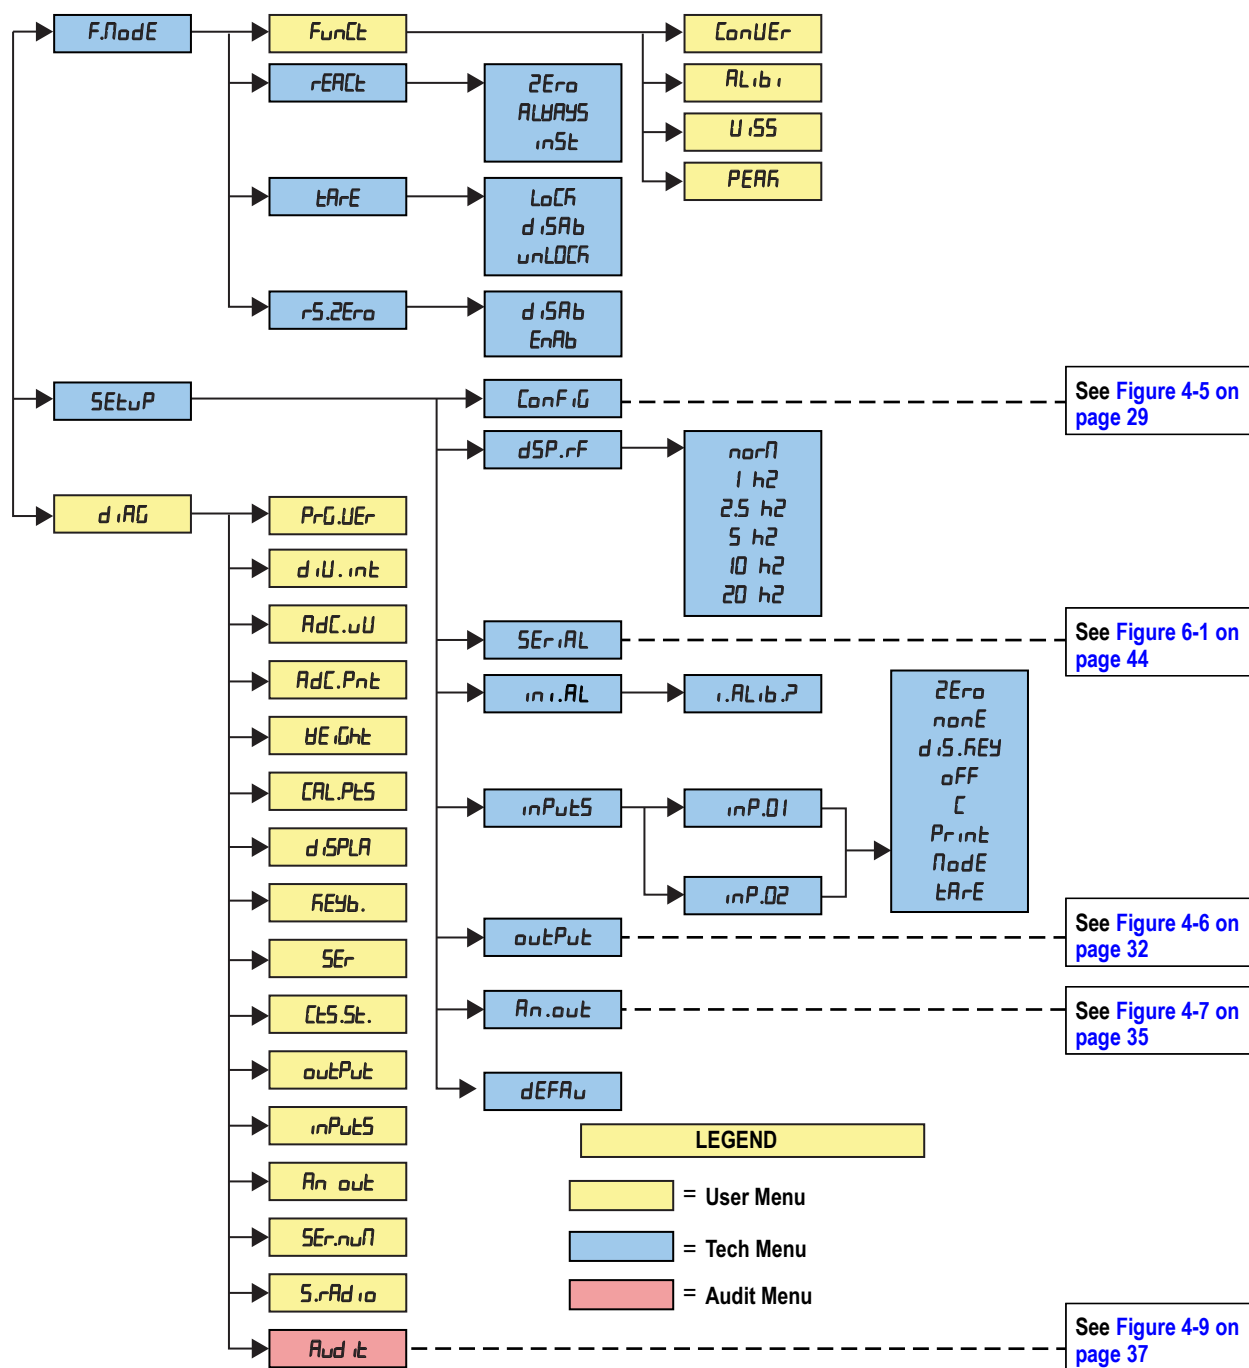 F.ModE
FunCt
ConVEr
ALibi
ViSS
PEAK
rEACt
ZEro
ALWAYS
inSt
tArE
LoCK
diSAb
unLOCK
rS.ZEro
diSAb
EnAb
SEtuP
ConFiG
See Figure 4-5 on
page 29
dSP.rF
norM
1 hZ
2.5 hZ
5 hZ
10 hZ
20 hZ
SEriAL
See Figure 6-1 on
page 44
ini.AL
i.ALib.?
inPutS
inP.01
inP.02
ZEro
nonE
diS.KEY
oFF
C
Print
ModE
tArE
outPut
See Figure 4-6 on
page 32
An.out
See Figure 4-7 on
page 35
dEFAu
diAG
PrG.VEr
diV.int
AdC.uV
AdC.Pnt
WEiGht
CAL.PtS
diSPLA
KEYb.
SEr
CtS.St.
outPut
inPutS
An out
SEr.nuM
S.rAdio
Audit
See Figure 4-9 on
page 37
LEGEND
= User Menu
= Tech Menu
= Audit Menu